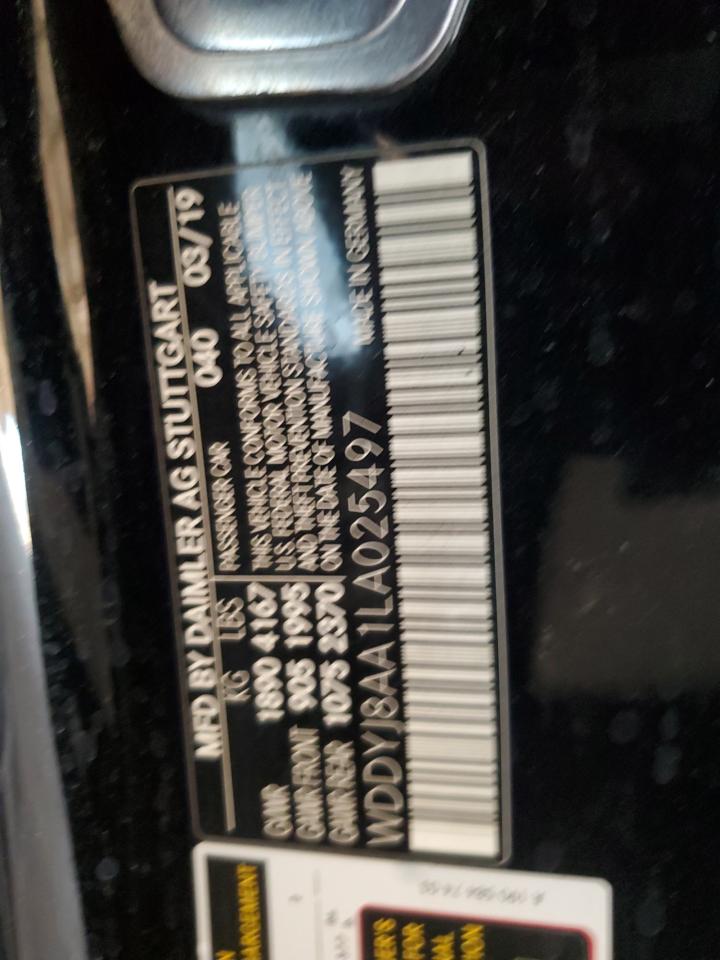 MFD BY DAIMLER AG STUTTGART
040 03/19
KG LBS PASSENGER CAR
GVWR 1890 4167
GAWR FRONT 905 1995
GAWR REAR 1075 2370
THIS VEHICLE CONFORMS TO ALL APPLICABLE
U.S. FEDERAL MOTOR VEHICLE SAFETY, BUMPER
AND THEFT PREVENTION STANDARDS IN EFFECT
ON THE DATE OF MANUFACTURE SHOWN ABOVE
WDDYJ8AA1LA025497 MADE IN GERMANY